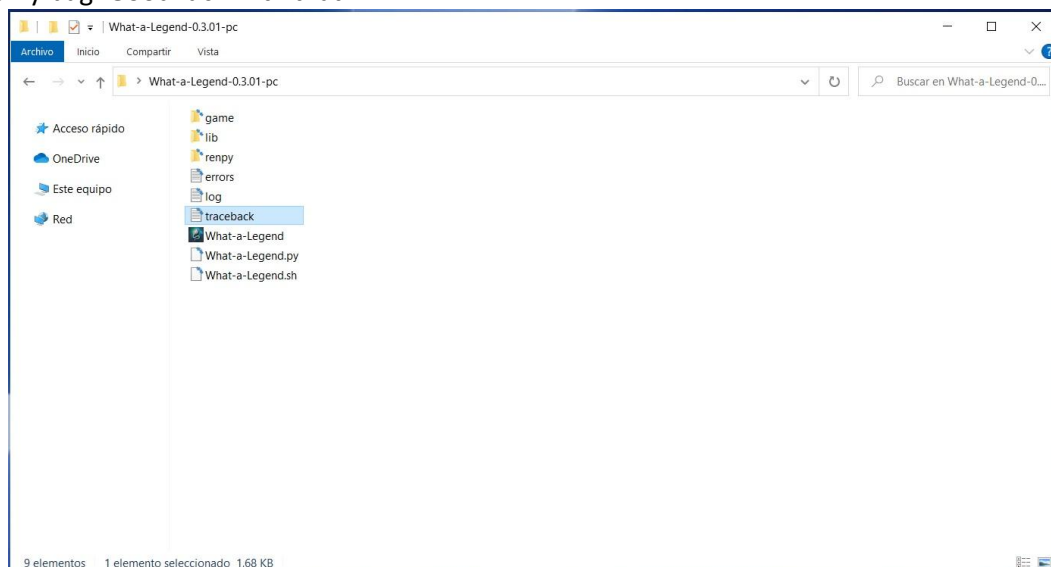 What-a-Legend-0.3.01-pc
Archivo Inicio Compartir Vista
What-a-Legend-0.3.01-pc
Buscar en What-a-Legend-0....
Acceso rápido
OneDrive
Este equipo
Red
game
lib
renpy
errors
log
traceback
What-a-Legend
What-a-Legend.py
What-a-Legend.sh
9 elementos 1 elemento seleccionado 1.68 KB